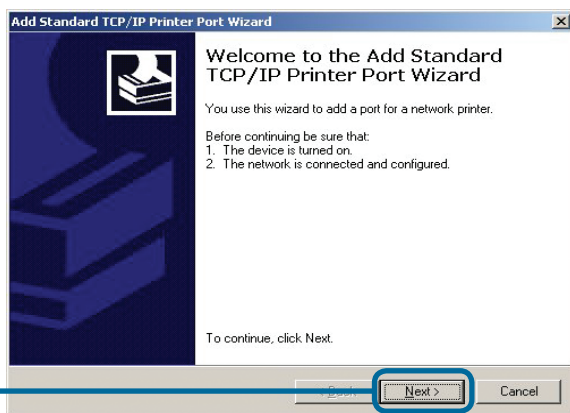 Add Standard TCP/IP Printer Port Wizard
Welcome to the Add Standard
TCP/IP Printer Port Wizard
You use this wizard to add a port for a network printer.
Before continuing be sure that:
1. The device is turned on.
2. The network is connected and configured.
To continue, click Next.
< Back
Next >
Cancel